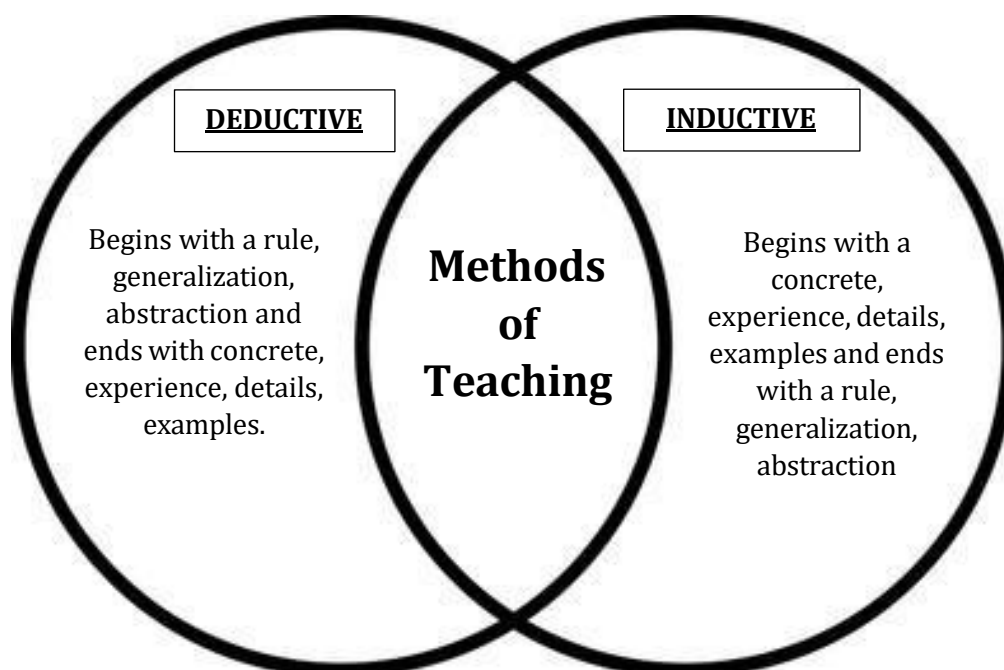 DEDUCTIVE
Begins with a rule,
generalization,
abstraction and
ends with concrete,
experience, details,
examples.
Methods
of
Teaching
INDUCTIVE
Begins with a
concrete,
experience, details,
examples and ends
with a rule,
generalization,
abstraction